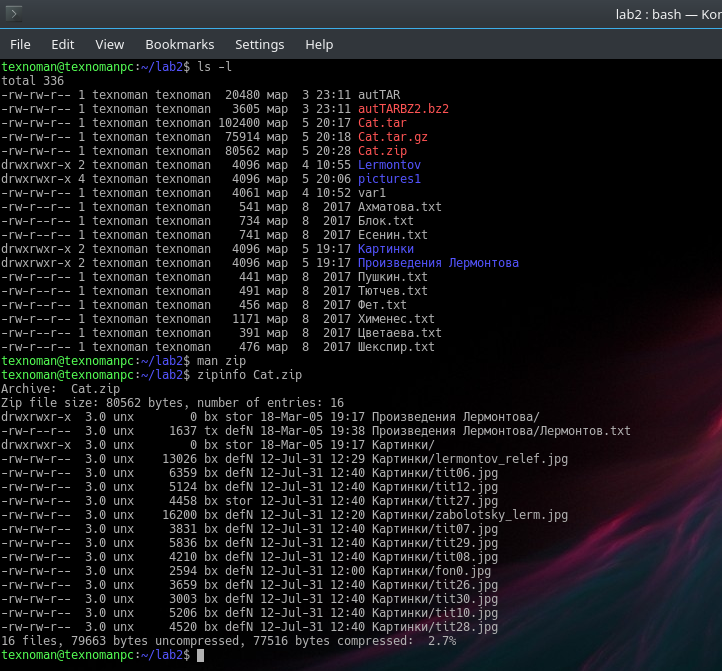 lab2 : bash — Kor
File Edit View Bookmarks Settings Help
texnoman@texnomanpc:~/lab2$ ls -l
total 336
-rw-rw-r-- 1 texnoman texnoman  20480 мар  3 23:11 autTAR
-rw-rw-r-- 1 texnoman texnoman   3605 мар  3 23:11 autTARBZ2.bz2
-rw-rw-r-- 1 texnoman texnoman 102400 мар  5 20:17 Cat.tar
-rw-rw-r-- 1 texnoman texnoman  75914 мар  5 20:18 Cat.tar.gz
-rw-rw-r-- 1 texnoman texnoman  80562 мар  5 20:28 Cat.zip
drwxrwxr-x 2 texnoman texnoman   4096 мар  4 10:55 Lermontov
drwxrwxr-x 4 texnoman texnoman   4096 мар  5 20:06 pictures1
-rw-rw-r-- 1 texnoman texnoman   4061 мар  4 10:52 var1
-rw-r--r-- 1 texnoman texnoman    541 мар  8  2017 Ахматова.txt
-rw-r--r-- 1 texnoman texnoman    734 мар  8  2017 Блок.txt
-rw-r--r-- 1 texnoman texnoman    741 мар  8  2017 Есенин.txt
drwxrwxr-x 2 texnoman texnoman   4096 мар  5 19:17 Картинки
drwxrwxr-x 2 texnoman texnoman   4096 мар  5 19:17 Произведения Лермонтова
-rw-r--r-- 1 texnoman texnoman    441 мар  8  2017 Пушкин.txt
-rw-r--r-- 1 texnoman texnoman    491 мар  8  2017 Тютчев.txt
-rw-r--r-- 1 texnoman texnoman    456 мар  8  2017 Фет.txt
-rw-r--r-- 1 texnoman texnoman   1171 мар  8  2017 Хименес.txt
-rw-r--r-- 1 texnoman texnoman    391 мар  8  2017 Цветаева.txt
-rw-r--r-- 1 texnoman texnoman    476 мар  8  2017 Шекспир.txt
texnoman@texnomanpc:~/lab2$ man zip
texnoman@texnomanpc:~/lab2$ zipinfo Cat.zip
Archive:  Cat.zip
Zip file size: 80562 bytes, number of entries: 16
drwxrwxr-x  3.0 unx        0 bx stor 18-Mar-05 19:17 Произведения Лермонтова/
-rw-r--r--  3.0 unx     1637 tx defN 18-Mar-05 19:38 Произведения Лермонтова/Лермонтов.txt
drwxrwxr-x  3.0 unx        0 bx stor 18-Mar-05 19:17 Картинки/
-rw-rw-r--  3.0 unx    13026 bx defN 12-Jul-31 12:29 Картинки/lermontov_relef.jpg
-rw-rw-r--  3.0 unx     6359 bx defN 12-Jul-31 12:40 Картинки/tit06.jpg
-rw-rw-r--  3.0 unx     5124 bx defN 12-Jul-31 12:40 Картинки/tit12.jpg
-rw-rw-r--  3.0 unx     4458 bx stor 12-Jul-31 12:40 Картинки/tit27.jpg
-rw-rw-r--  3.0 unx    16200 bx defN 12-Jul-31 12:20 Картинки/zabolotsky_lerm.jpg
-rw-rw-r--  3.0 unx     3831 bx defN 12-Jul-31 12:40 Картинки/tit07.jpg
-rw-rw-r--  3.0 unx     5836 bx defN 12-Jul-31 12:40 Картинки/tit29.jpg
-rw-rw-r--  3.0 unx     4210 bx defN 12-Jul-31 12:40 Картинки/tit08.jpg
-rw-rw-r--  3.0 unx     2594 bx defN 12-Jul-31 12:00 Картинки/fon0.jpg
-rw-rw-r--  3.0 unx     3659 bx defN 12-Jul-31 12:40 Картинки/tit26.jpg
-rw-rw-r--  3.0 unx     3003 bx defN 12-Jul-31 12:40 Картинки/tit30.jpg
-rw-rw-r--  3.0 unx     5206 bx defN 12-Jul-31 12:40 Картинки/tit10.jpg
-rw-rw-r--  3.0 unx     4520 bx defN 12-Jul-31 12:40 Картинки/tit28.jpg
16 files, 79663 bytes uncompressed, 77516 bytes compressed:  2.7%
texnoman@texnomanpc:~/lab2$